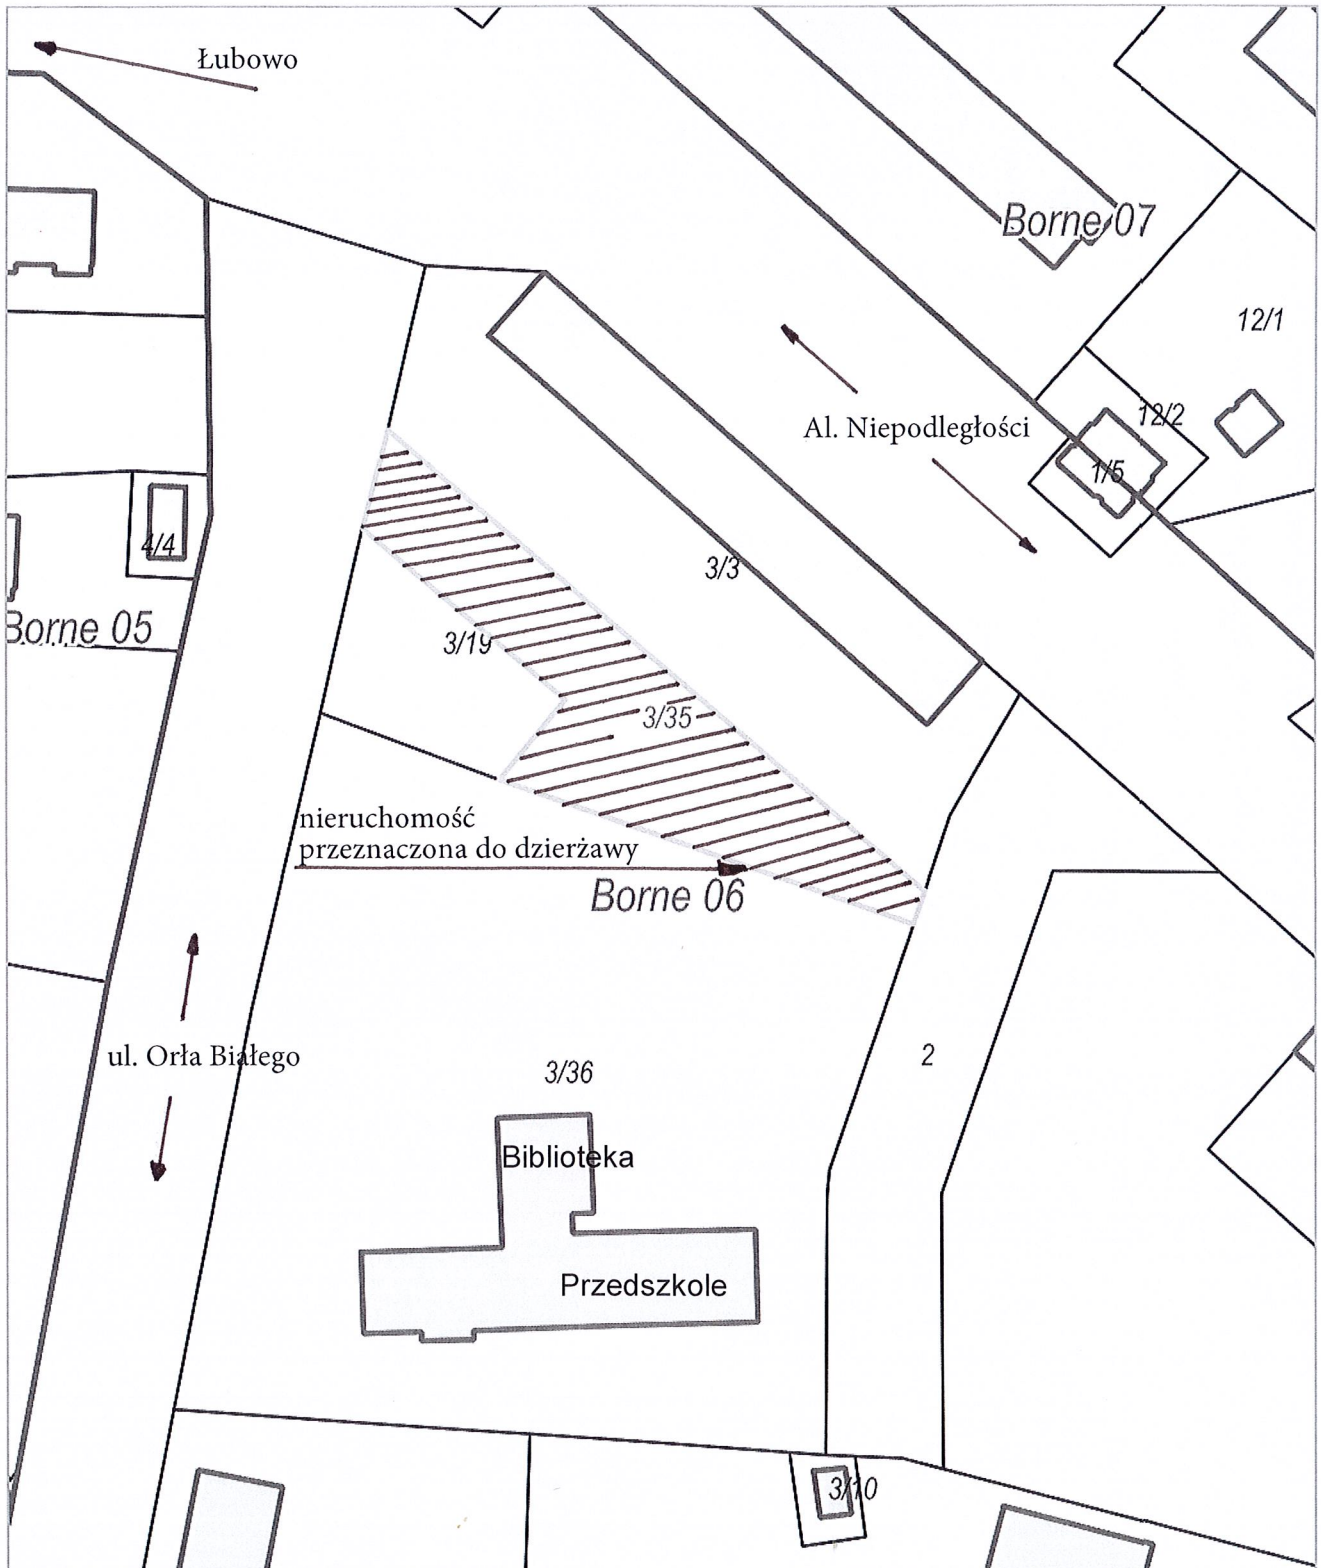 Łubowo
Borne 07
12/1
12/2
Al. Niepodległości
1/5
4/4
3/3
Borne 05
3/19
3/35
nieruchomość
przeznaczona do dzierżawy
Borne 06
ul. Orła Białego
3/36
2
Biblioteka
Przedszkole
3/10